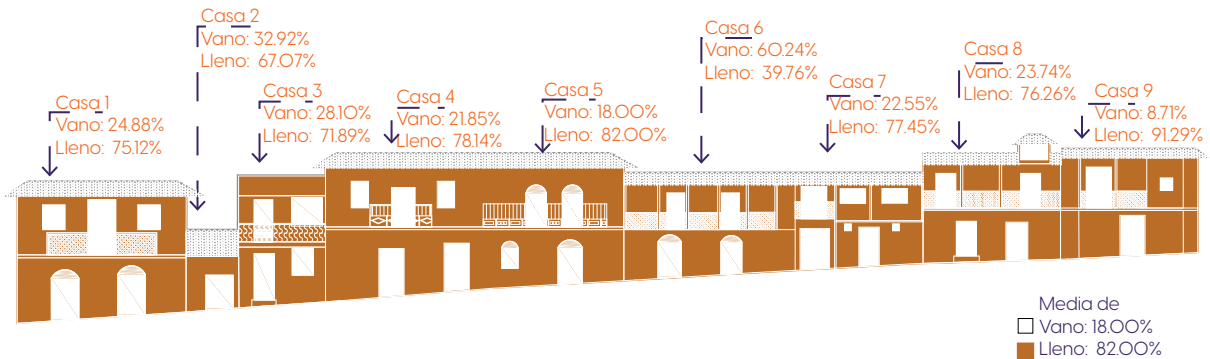 Casa 1
Vano: 24.88%
Lleno: 75.12%
Casa 2
Vano: 32.92%
Lleno: 67.07%
Casa 3
Vano: 28.10%
Lleno: 71.89%
Casa 4
Vano: 21.85%
Lleno: 78.14%
Casa 5
Vano: 18.00%
Lleno: 82.00%
Casa 6
Vano: 60.24%
Lleno: 39.76%
Casa 7
Vano: 22.55%
Lleno: 77.45%
Casa 8
Vano: 23.74%
Lleno: 76.26%
Casa 9
Vano: 8.71%
Lleno: 91.29%
Media de
Vano: 18.00%
Lleno: 82.00%